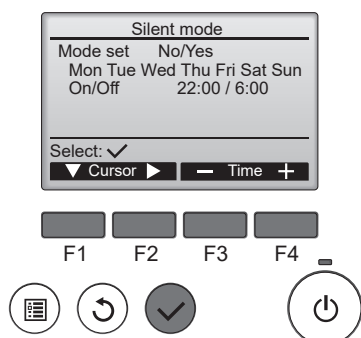 Silent mode
Mode set No/Yes
Mon Tue Wed Thu Fri Sat Sun
On/Off 22:00 / 6:00
Select: ✓
▼ Cursor ▶ − Time +
F1 F2 F3 F4